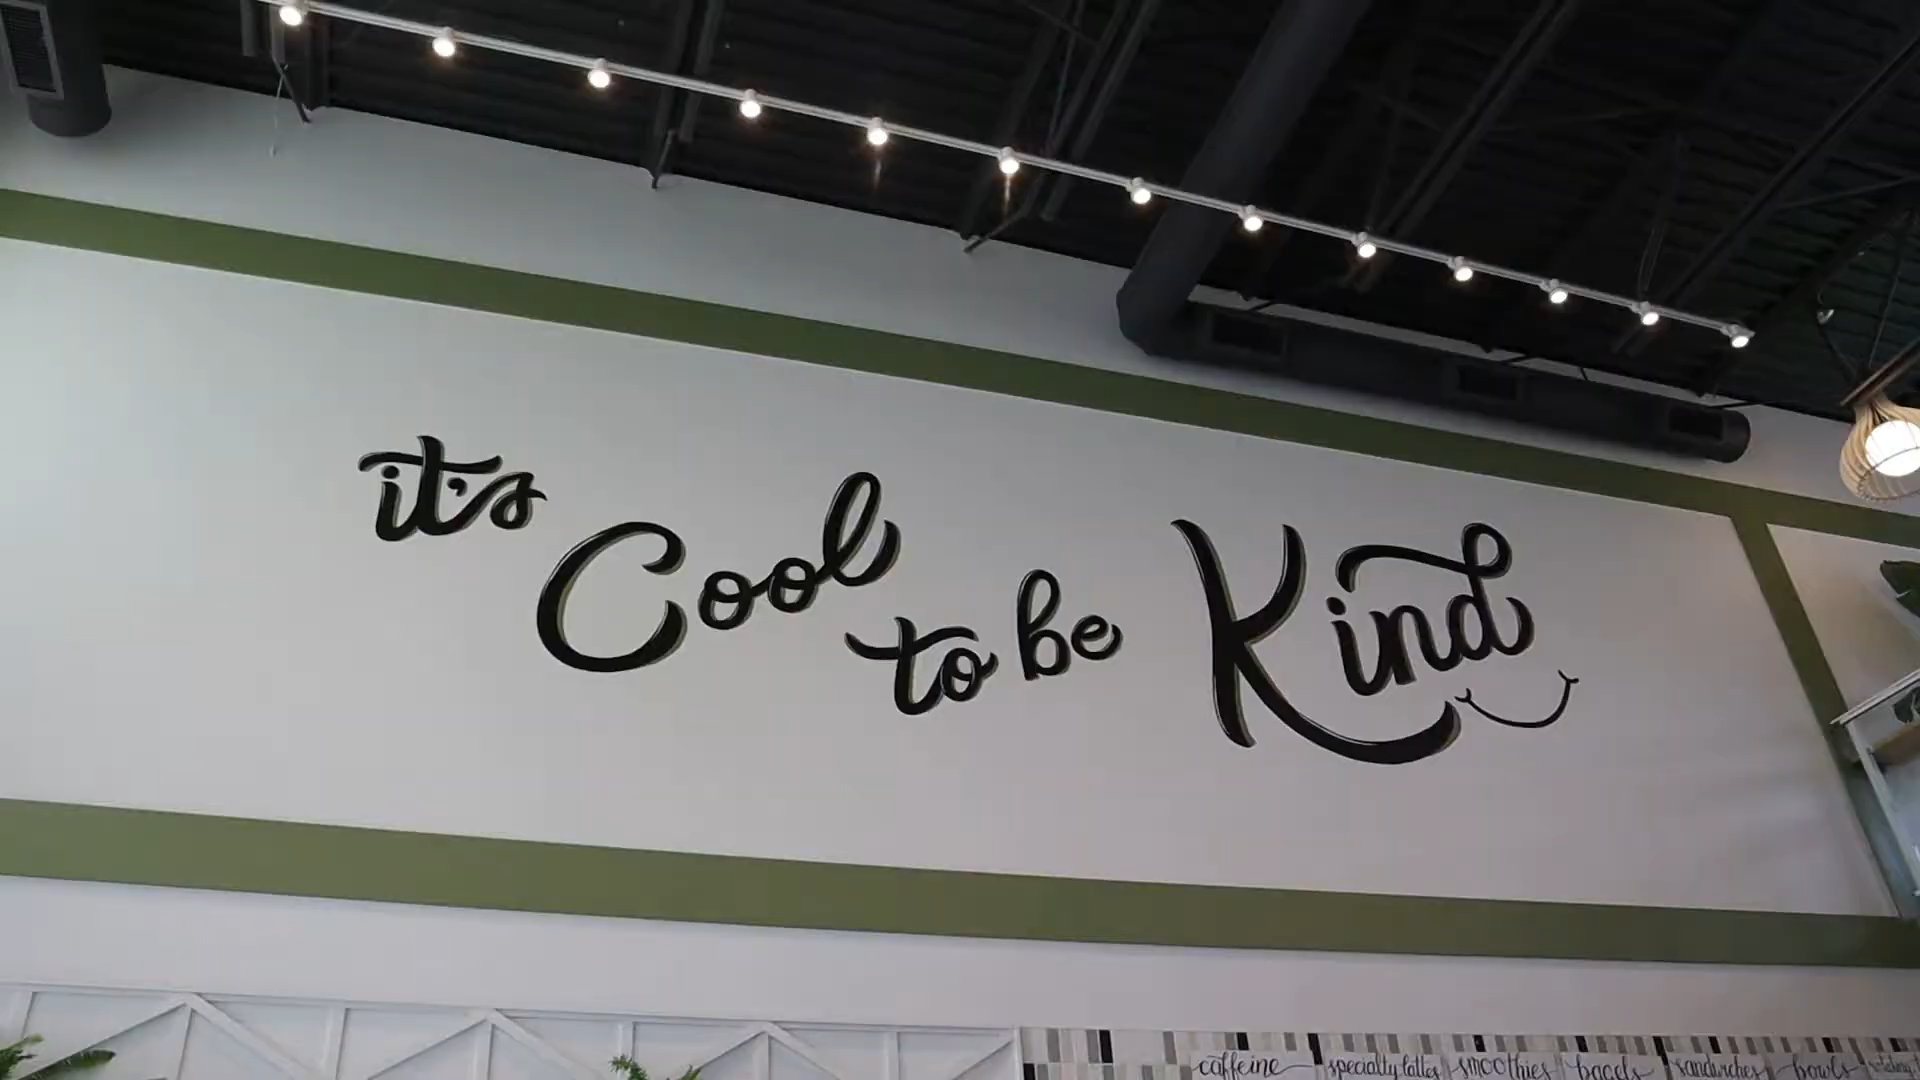 it's Cool to be Kind
caffeine specialty lattes smoothies bagels sandwiches bowls